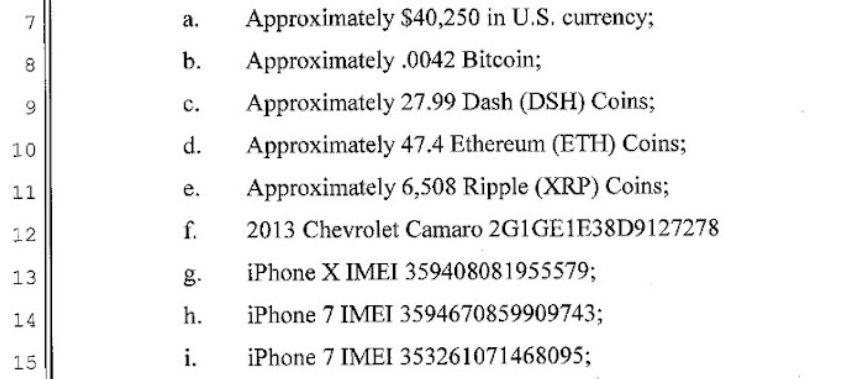 7 a. Approximately $40,250 in U.S. currency;
8 b. Approximately .0042 Bitcoin;
9 c. Approximately 27.99 Dash (DSH) Coins;
10 d. Approximately 47.4 Ethereum (ETH) Coins;
11 e. Approximately 6,508 Ripple (XRP) Coins;
12 f. 2013 Chevrolet Camaro 2G1GE1E38D9127278
13 g. iPhone X IMEI 359408081955579;
14 h. iPhone 7 IMEI 3594670859909743;
15 i. iPhone 7 IMEI 353261071468095;